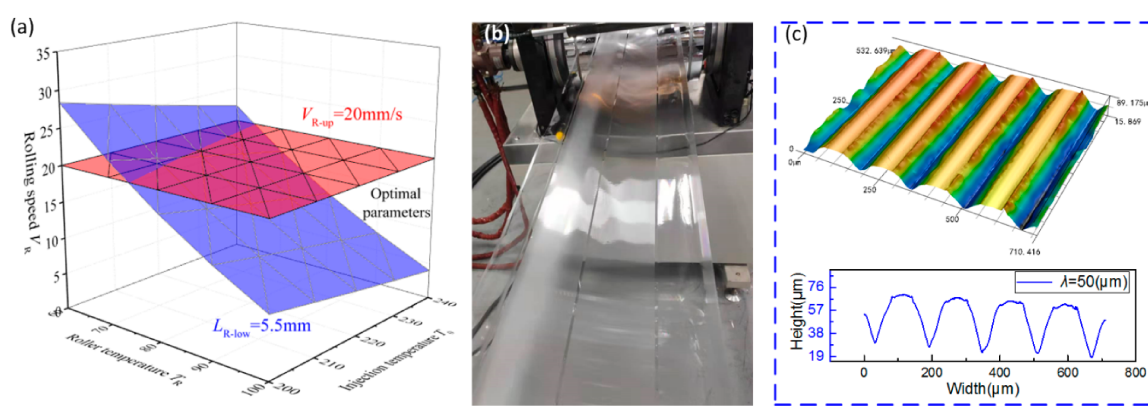 (a)
35
30
25
20
15
10
5
0
Rolling speed V_R
V_R-up=20mm/s
Optimal
parameters
L_R-low=5.5mm
60
70
80
90
100
Roller temperature T_R
200
210
220
230
240
(b)
(c)
532.639μm
250
0
0μm
250
500
710.416
89.175μm
15.869
76
57
38
19
Height(μm)
λ=50(μm)
0
200
400
600
800
Width(μm)